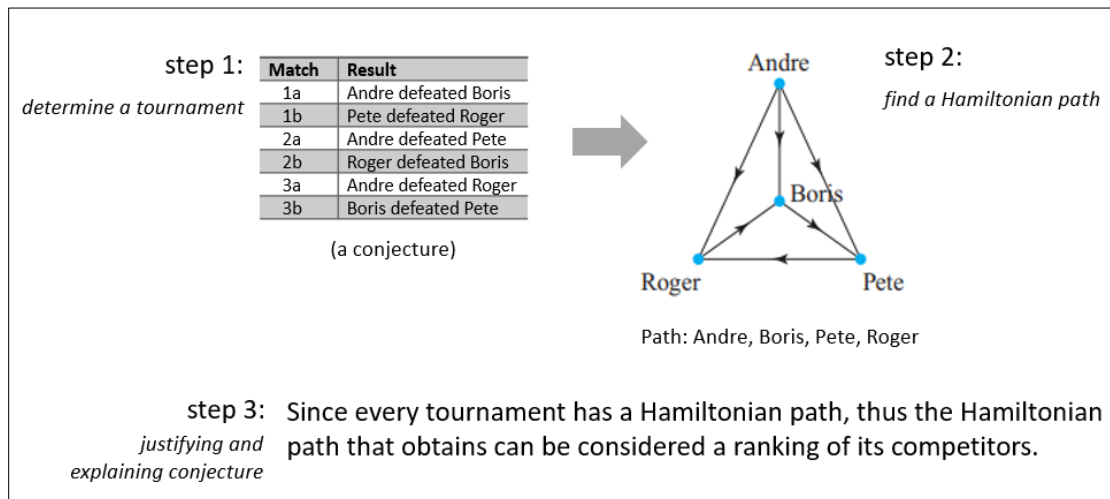 step 1:
determine a tournament
Match Result
1a Andre defeated Boris
1b Pete defeated Roger
2a Andre defeated Pete
2b Roger defeated Boris
3a Andre defeated Roger
3b Boris defeated Pete
(a conjecture)
step 2:
find a Hamiltonian path
Andre
Boris
Roger
Pete
Path: Andre, Boris, Pete, Roger
step 3:
justifying and
explaining conjecture
Since every tournament has a Hamiltonian path, thus the Hamiltonian
path that obtains can be considered a ranking of its competitors.